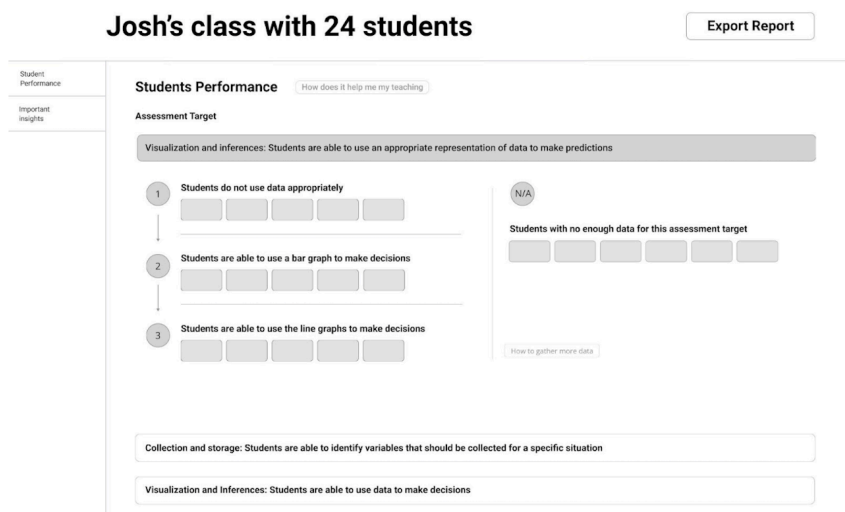 Josh's class with 24 students
Export Report
Student
Performance
Important
Insights
Students Performance
How does it help me my teaching
Assessment Target
Visualization and inferences: Students are able to use an appropriate representation of data to make predictions
1
Students do not use data appropriately
2
Students are able to use a bar graph to make decisions
3
Students are able to use the line graphs to make decisions
N/A
Students with no enough data for this assessment target
How to gather more data
Collection and storage: Students are able to identify variables that should be collected for a specific situation
Visualization and Inferences: Students are able to use data to make decisions